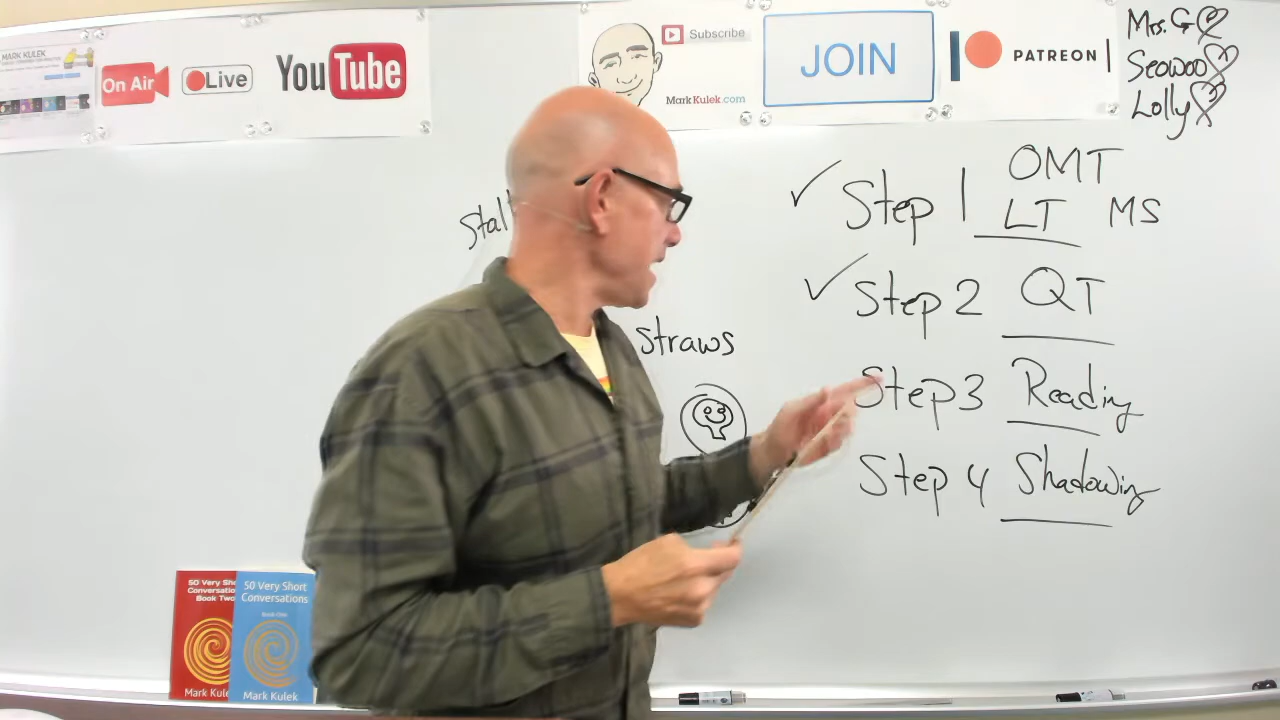 MARK KULEK
On Air
Live
YouTube
Subscribe
MarkKulek.com
JOIN
PATREON
Mrs. G
Seowoo
Lolly
Step 1 OMT
LT MS
Step 2 QT
straws
Step 3 Reading
Step 4 Shadowing
50 Very Short
Book Two
Mark
50 Very Short
Conversations
Book One
Mark Kulek